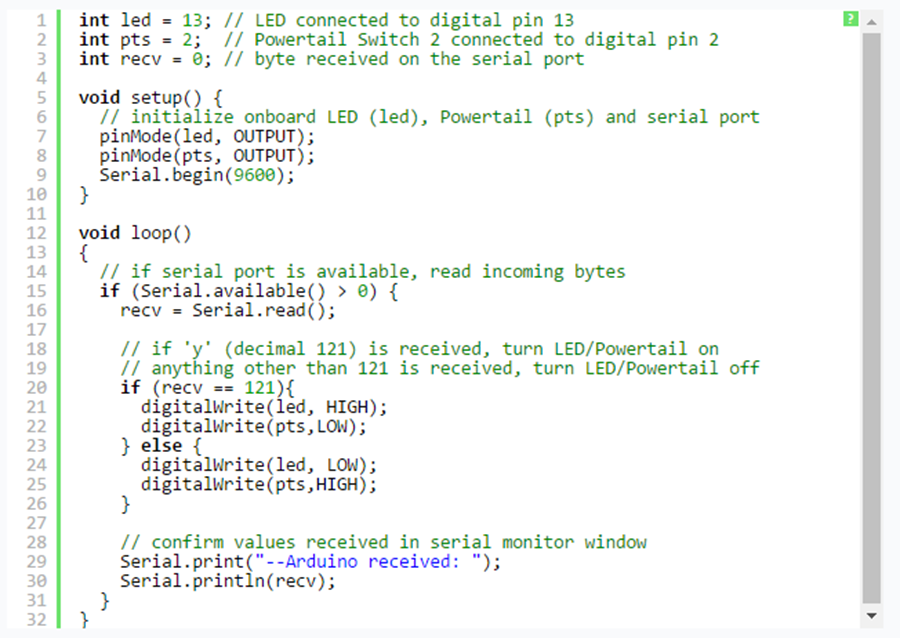 1 int led = 13; // LED connected to digital pin 13
2 int pts = 2;  // Powertail Switch 2 connected to digital pin 2
3 int recv = 0; // byte received on the serial port
4
5 void setup() {
6   // initialize onboard LED (led), Powertail (pts) and serial port
7   pinMode(led, OUTPUT);
8   pinMode(pts, OUTPUT);
9   Serial.begin(9600);
10 }
11
12 void loop()
13 {
14   // if serial port is available, read incoming bytes
15   if (Serial.available() > 0) {
16     recv = Serial.read();
17
18     // if 'y' (decimal 121) is received, turn LED/Powertail on
19     // anything other than 121 is received, turn LED/Powertail off
20     if (recv == 121){
21       digitalWrite(led, HIGH);
22       digitalWrite(pts,LOW);
23     } else {
24       digitalWrite(led, LOW);
25       digitalWrite(pts,HIGH);
26     }
27
28     // confirm values received in serial monitor window
29     Serial.print("--Arduino received: ");
30     Serial.println(recv);
31   }
32 }
?